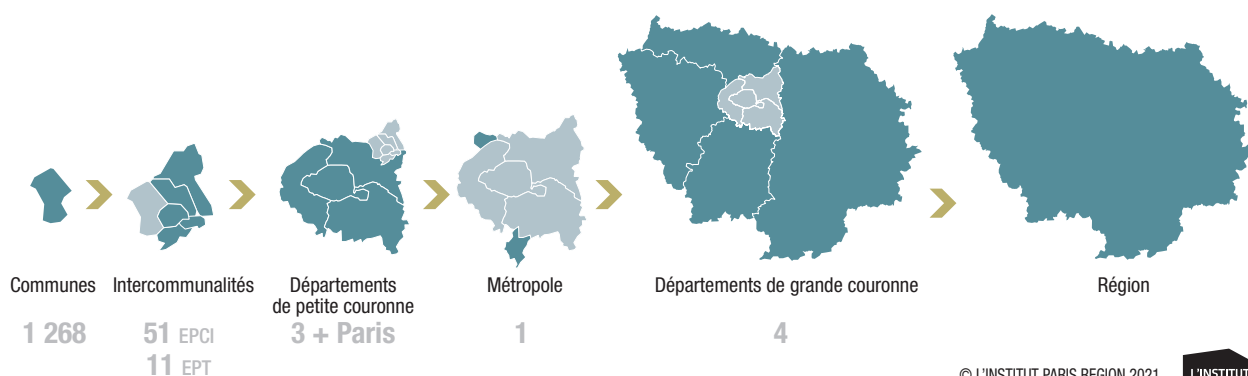 Communes
1 268
Intercommunalités
51 EPCI
11 EPT
Départements
de petite couronne
3 + Paris
Métropole
1
Départements de grande couronne
4
Région
© L'INSTITUT PARIS REGION 2021
L'INSTITUT